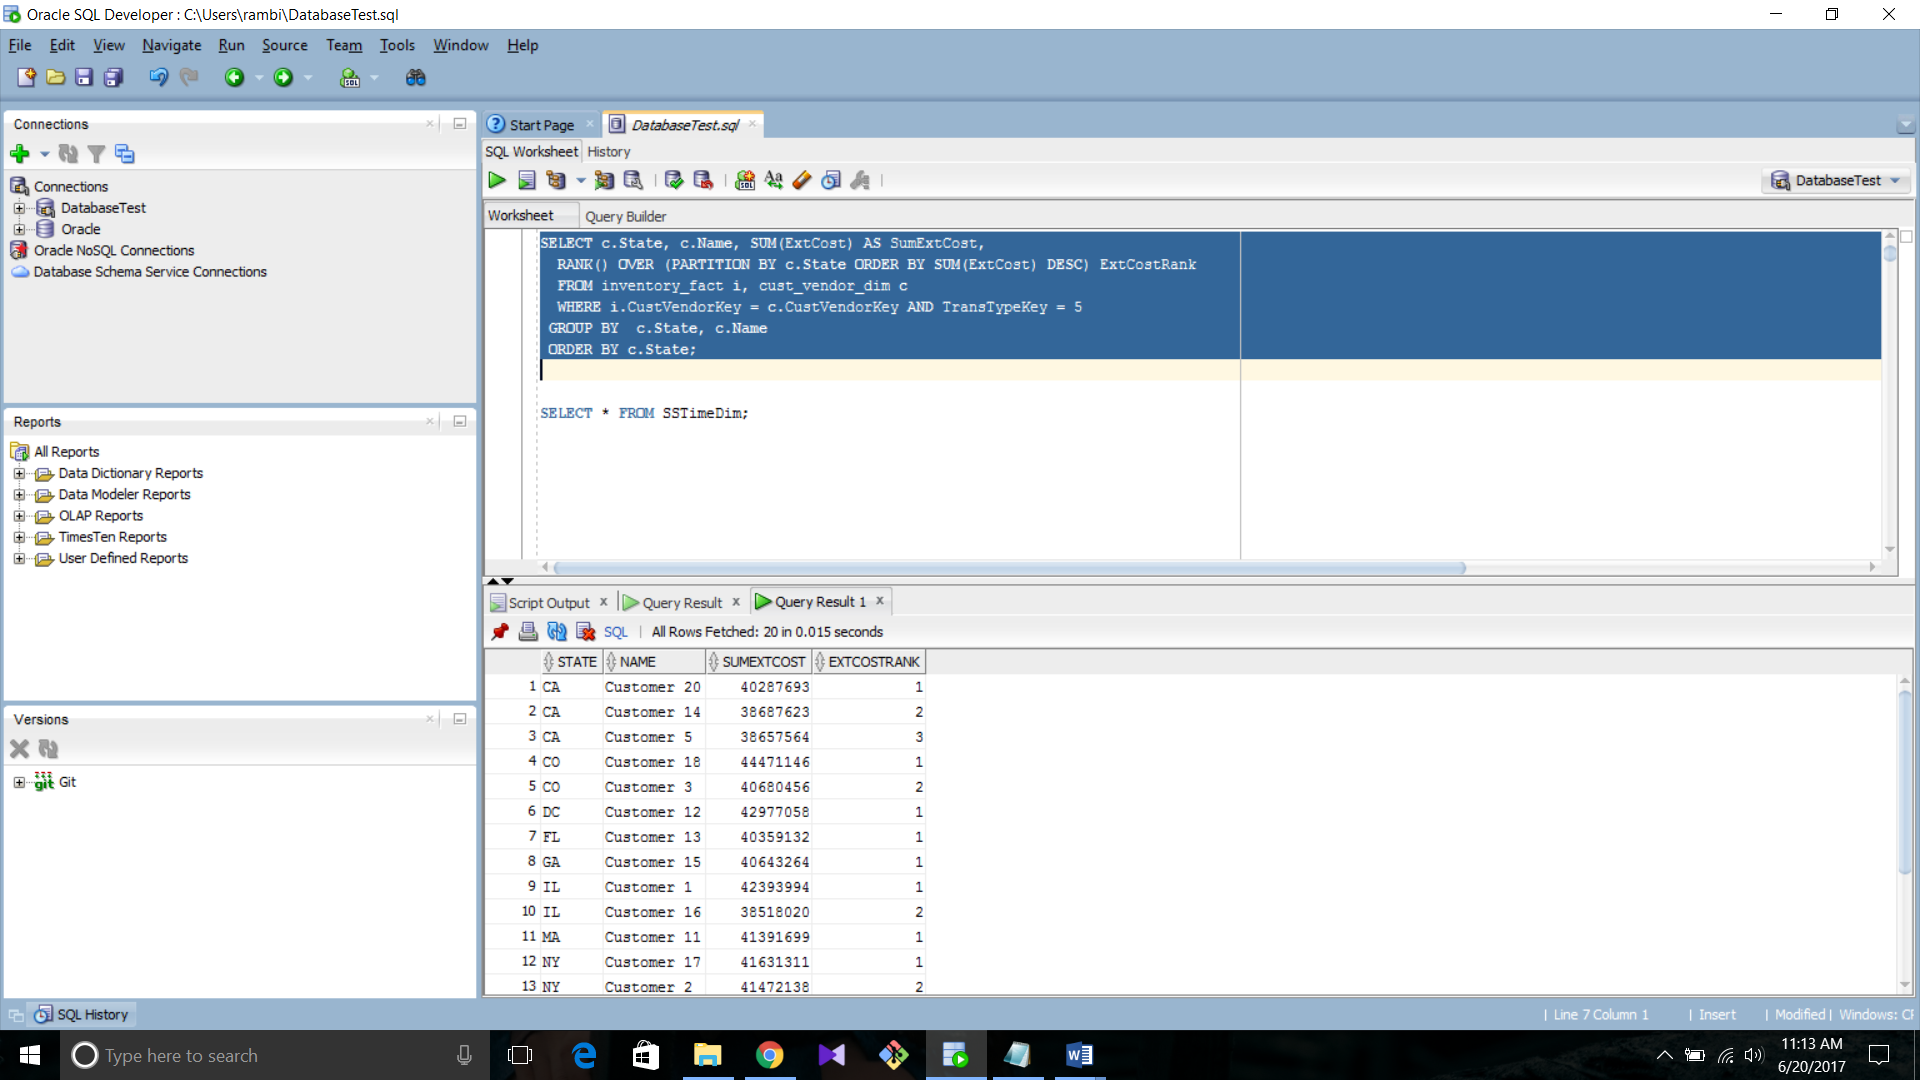 Oracle SQL Developer : C:\Users\rambi\DatabaseTest.sql
File Edit View Navigate Run Source Team Tools Window Help
Connections
Connections
DatabaseTest
Oracle
Oracle NoSQL Connections
Database Schema Service Connections
Reports
All Reports
Data Dictionary Reports
Data Modeler Reports
OLAP Reports
TimesTen Reports
User Defined Reports
Versions
git Git
Start Page DatabaseTest.sql
SQL Worksheet History
DatabaseTest
Worksheet Query Builder
SELECT c.State, c.Name, SUM(ExtCost) AS SumExtCost,
RANK() OVER (PARTITION BY c.State ORDER BY SUM(ExtCost) DESC) ExtCostRank
FROM inventory_fact i, cust_vendor_dim c
WHERE i.CustVendorKey = c.CustVendorKey AND TransTypeKey = 5
GROUP BY c.State, c.Name
ORDER BY c.State;
SELECT * FROM SSTimeDim;
Script Output Query Result Query Result 1
SQL All Rows Fetched: 20 in 0.015 seconds
STATE NAME SUMEXTCOST EXTCOSTRANK
1 CA Customer 20 40287693 1
2 CA Customer 14 38687623 2
3 CA Customer 5 38657564 3
4 CO Customer 18 44471146 1
5 CO Customer 3 40680456 2
6 DC Customer 12 42977058 1
7 FL Customer 13 40359132 1
8 GA Customer 15 40643264 1
9 IL Customer 1 42393994 1
10 IL Customer 16 38518020 2
11 MA Customer 11 41391699 1
12 NY Customer 17 41631311 1
13 NY Customer 2 41472138 2
SQL History
Line 7 Column 1 Insert Modified Windows: CF
Type here to search
11:13 AM
6/20/2017